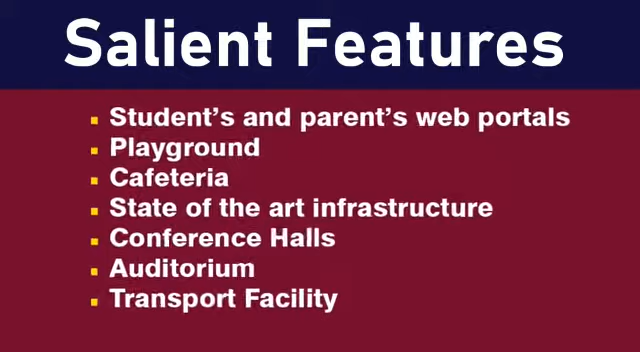 Salient Features
Student’s and parent’s web portals
Playground
Cafeteria
State of the art infrastructure
Conference Halls
Auditorium
Transport Facility